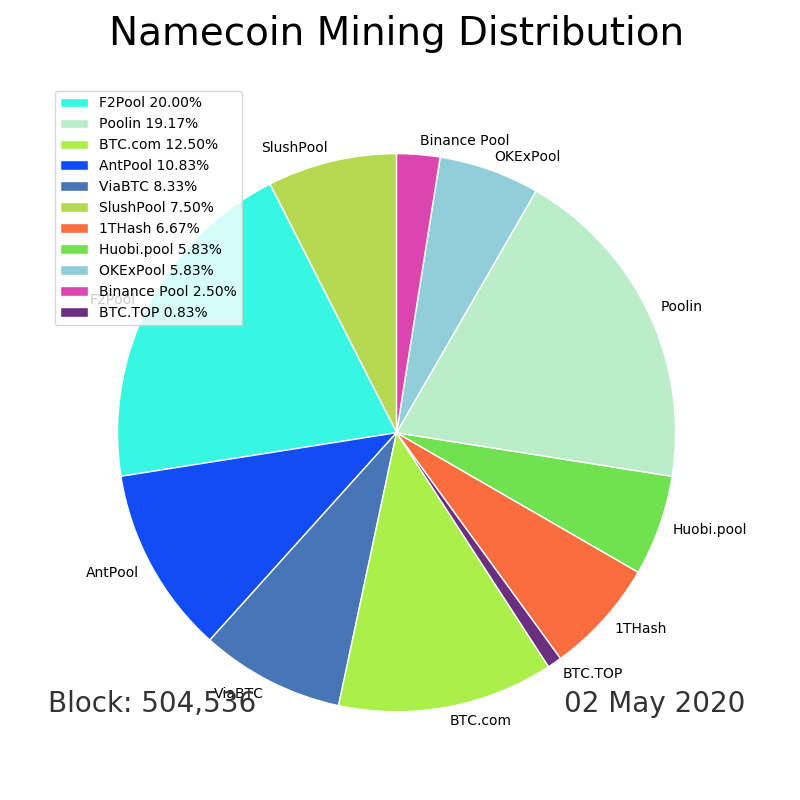 Namecoin Mining Distribution
F2Pool 20.00%
Poolin 19.17%
BTC.com 12.50%
AntPool 10.83%
ViaBTC 8.33%
SlushPool 7.50%
1THash 6.67%
Huobi.pool 5.83%
OKExPool 5.83%
Binance Pool 2.50%
BTC.TOP 0.83%
SlushPool
Binance Pool
OKExPool
F2Pool
Poolin
Huobi.pool
AntPool
1THash
BTC.TOP
ViaBTC
BTC.com
Block: 504,536
02 May 2020